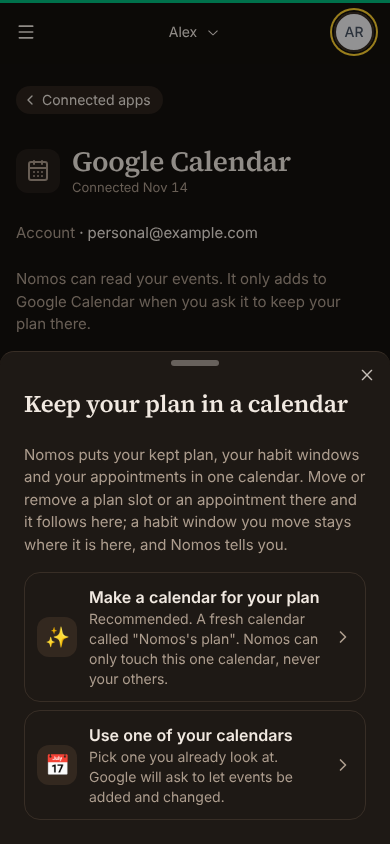 Alex
AR
Connected apps
Google Calendar
Connected Nov 14
Account · personal@example.com
Nomos can read your events. It only adds to
Google Calendar when you ask it to keep your
plan there.
Keep your plan in a calendar
Nomos puts your kept plan, your habit windows
and your appointments in one calendar. Move or
remove a plan slot or an appointment there and
it follows here; a habit window you move stays
where it is here, and Nomos tells you.
Make a calendar for your plan
Recommended. A fresh calendar
called "Nomos's plan". Nomos can
only touch this one calendar, never
your others.
Use one of your calendars
Pick one you already look at.
Google will ask to let events be
added and changed.